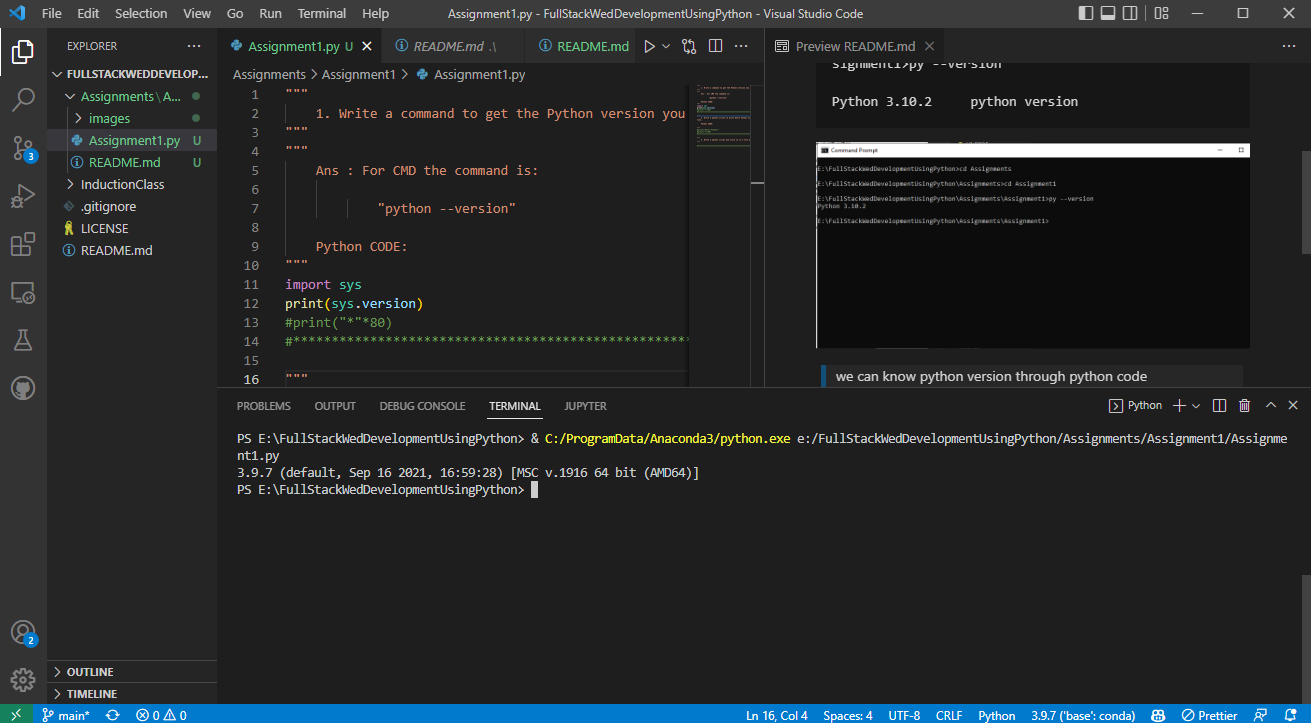 File Edit Selection View Go Run Terminal Help Assignment1.py - FullStackWedDevelopmentUsingPython - Visual Studio Code
EXPLORER
FULLSTACKWEDDEVELOP...
Assignments \ A...
images
Assignment1.py U
README.md U
InductionClass
.gitignore
LICENSE
README.md
OUTLINE
TIMELINE
3
2
Assignment1.py U
README.md .\
README.md
Assignments > Assignment1 > Assignment1.py
1 """
2 1. Write a command to get the Python version you
3 """
4 """
5 Ans : For CMD the command is:
6
7 "python --version"
8
9 Python CODE:
10 """
11 import sys
12 print(sys.version)
13 #print("*"*80)
14 #****************************************************
15
16 """
Preview README.md
signment1>py --version
Python 3.10.2 python version
Command Prompt
E:\FullStackWedDevelopmentUsingPython>cd Assignments
E:\FullStackWedDevelopmentUsingPython\Assignments>cd Assignment1
E:\FullStackWedDevelopmentUsingPython\Assignments\Assignment1>py --version
Python 3.10.2
E:\FullStackWedDevelopmentUsingPython\Assignments\Assignment1>
we can know python version through python code
PROBLEMS OUTPUT DEBUG CONSOLE TERMINAL JUPYTER Python
PS E:\FullStackWedDevelopmentUsingPython> & C:/ProgramData/Anaconda3/python.exe e:/FullStackWedDevelopmentUsingPython/Assignments/Assignment1/Assignme
nt1.py
3.9.7 (default, Sep 16 2021, 16:59:28) [MSC v.1916 64 bit (AMD64)]
PS E:\FullStackWedDevelopmentUsingPython>
main* 0 0 Ln 16, Col 4 Spaces: 4 UTF-8 CRLF Python 3.9.7 ('base': conda) Prettier